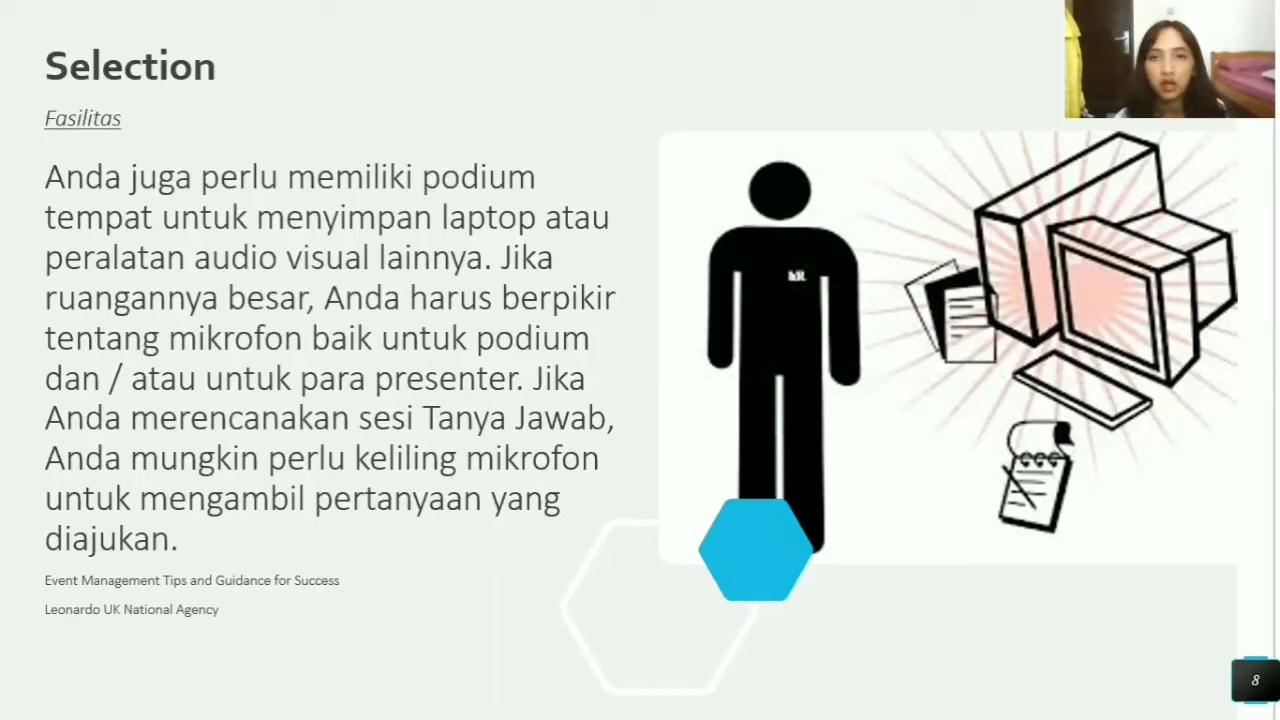 Selection
Fasilitas
Anda juga perlu memiliki podium
tempat untuk menyimpan laptop atau
peralatan audio visual lainnya. Jika
ruangannya besar, Anda harus berpikir
tentang mikrofon baik untuk podium
dan / atau untuk para presenter. Jika
Anda merencanakan sesi Tanya Jawab,
Anda mungkin perlu keliling mikrofon
untuk mengambil pertanyaan yang
diajukan.
Event Management Tips and Guidance for Success
Leonardo UK National Agency
8